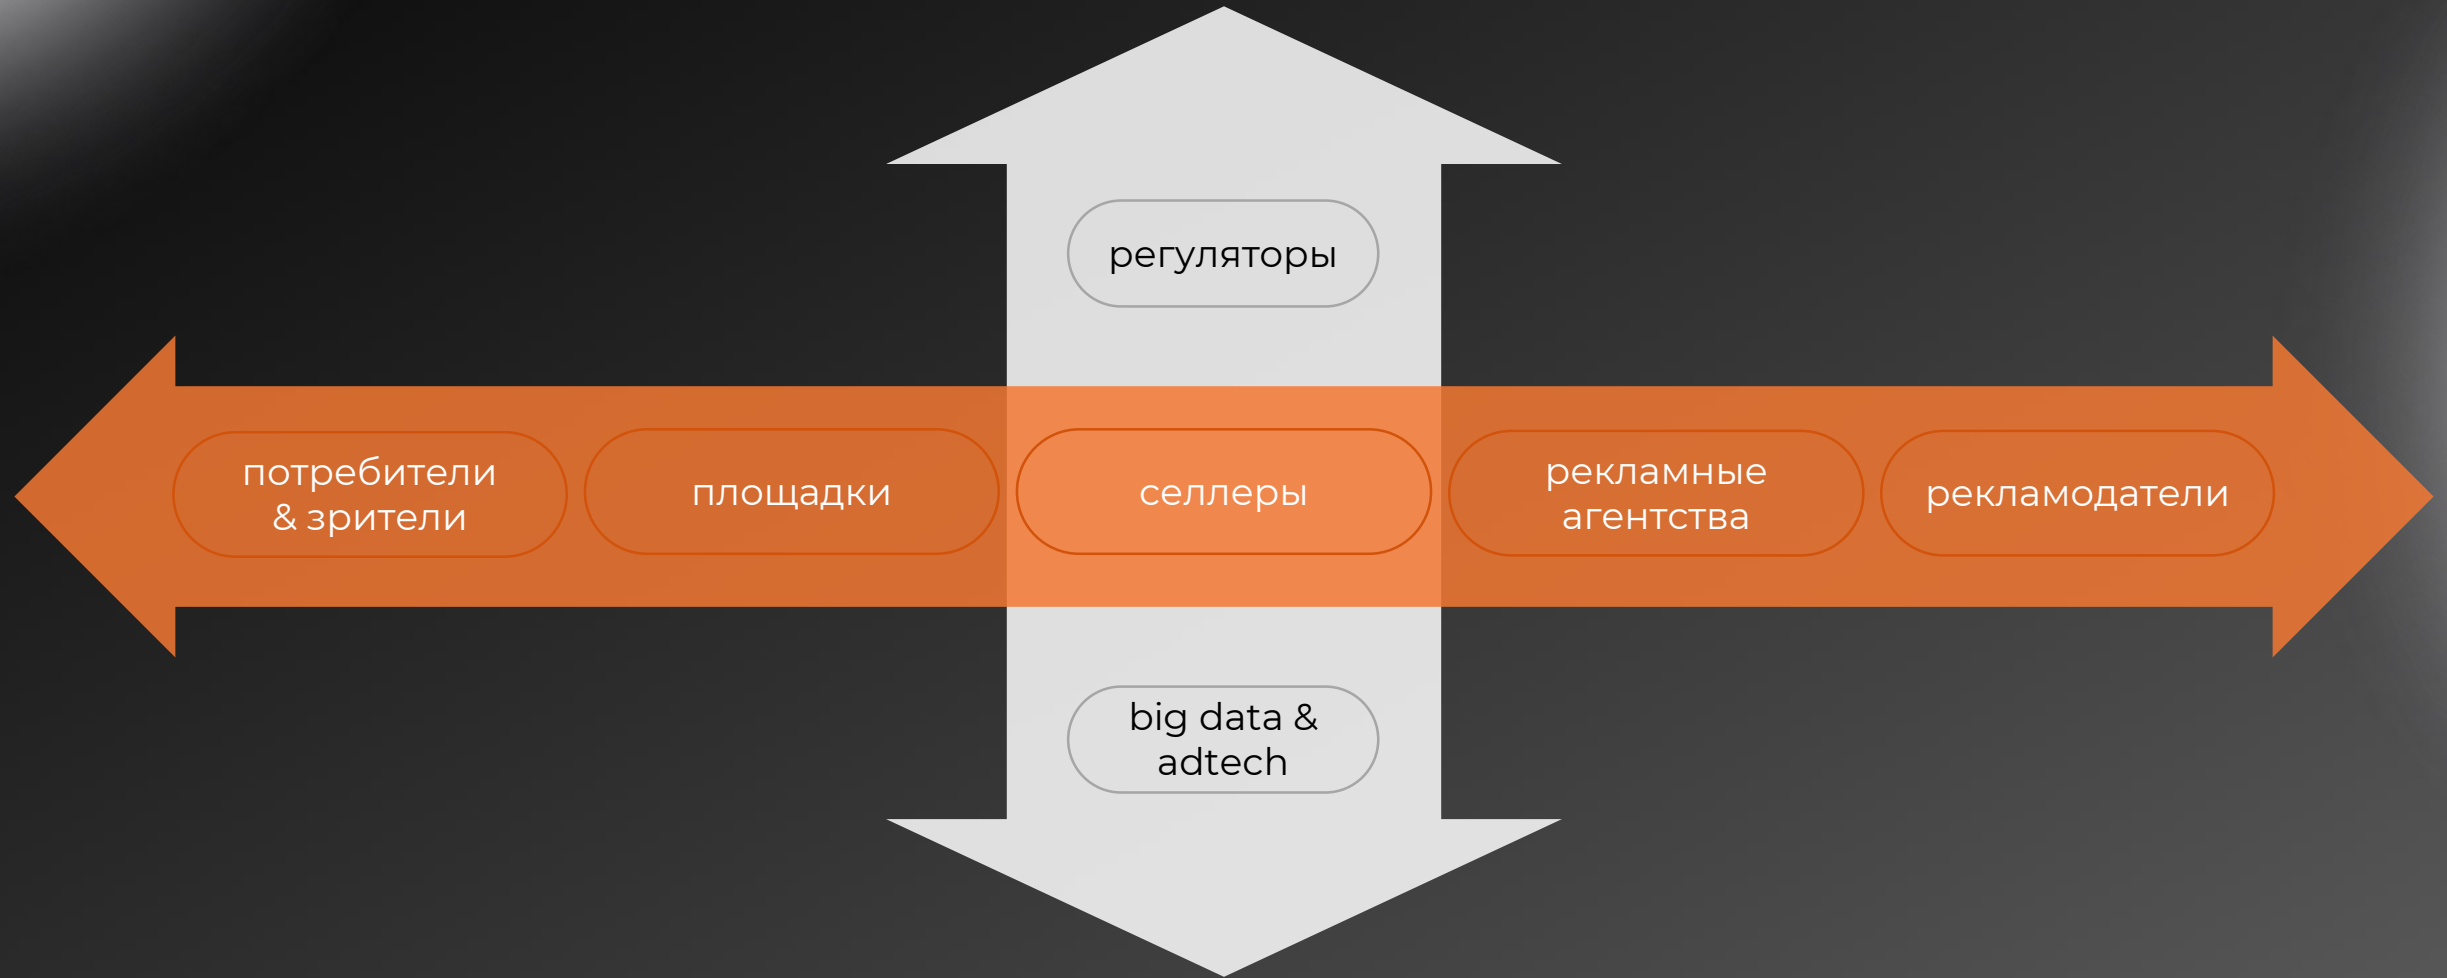 регуляторы
потребители
& зрители
площадки
селлеры
рекламные
агентства
рекламодатели
big data &
adtech